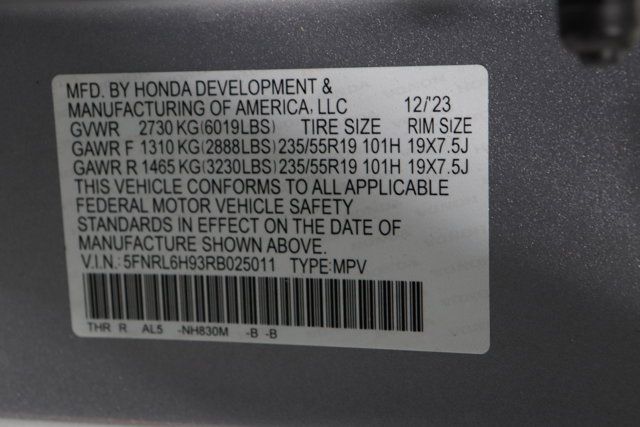 MFD. BY HONDA DEVELOPMENT &
MANUFACTURING OF AMERICA, LLC 12/'23
GVWR 2730 KG(6019LBS) TIRE SIZE RIM SIZE
GAWR F 1310 KG(2888LBS)235/55R19 101H 19X7.5J
GAWR R 1465 KG(3230LBS)235/55R19 101H 19X7.5J
THIS VEHICLE CONFORMS TO ALL APPLICABLE
FEDERAL MOTOR VEHICLE SAFETY
STANDARDS IN EFFECT ON THE DATE OF
MANUFACTURE SHOWN ABOVE.
V.I.N.: 5FNRL6H93RB025011 TYPE:MPV
THR R AL5 -NH830M -B -B